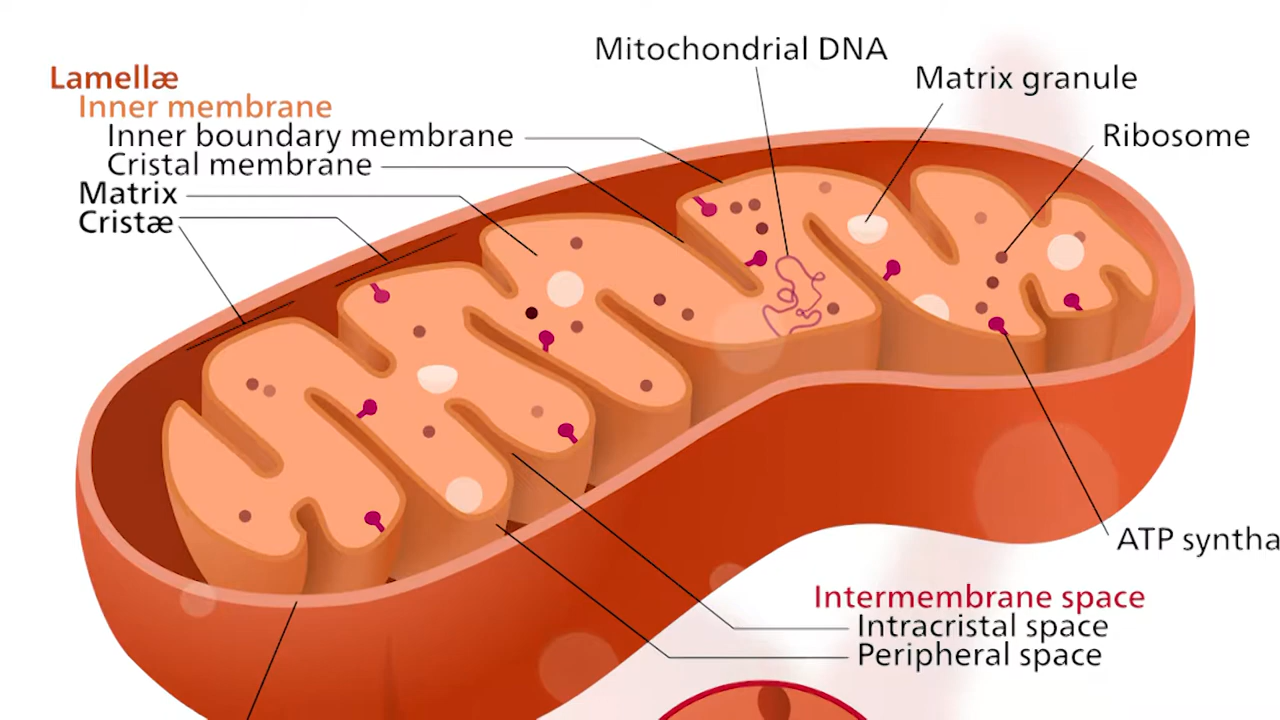 Mitochondrial DNA
Matrix granule
Ribosome
Lamellæ
Inner membrane
Inner boundary membrane
Cristal membrane
Matrix
Cristæ
ATP syntha
Intermembrane space
Intracristal space
Peripheral space